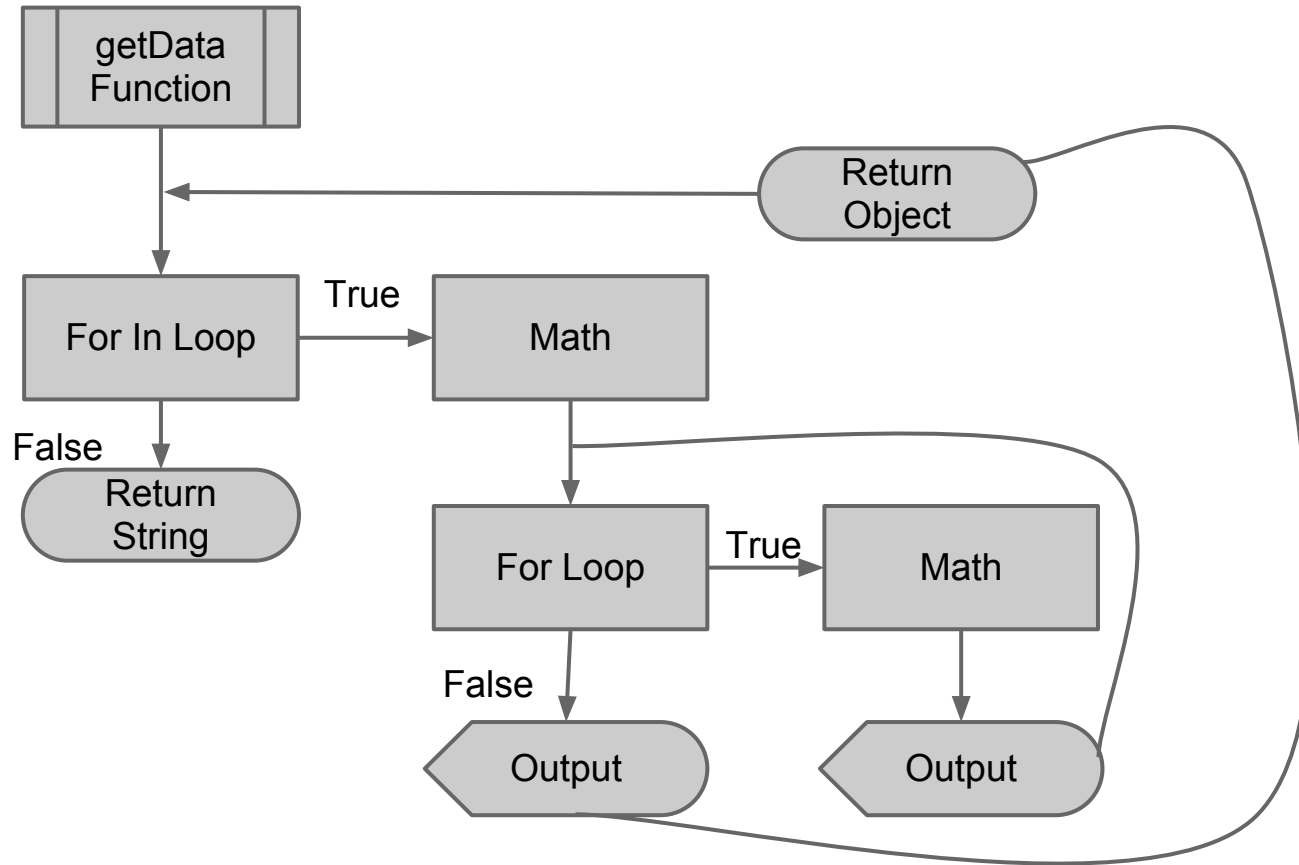 getData
Function
Return
Object
True
For In Loop
Math
False
Return
String
True
For Loop
Math
False
Output
Output